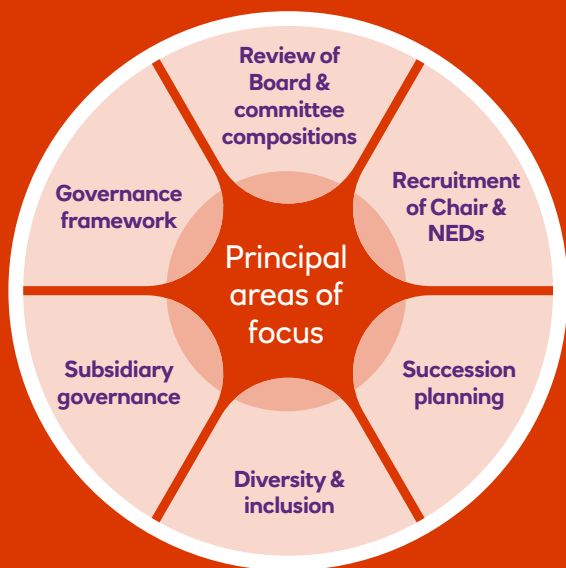 Review of
Board &
committee
compositions
Recruitment
of Chair &
NEDs
Succession
planning
Diversity &
inclusion
Subsidiary
governance
Governance
framework
Principal
areas of
focus